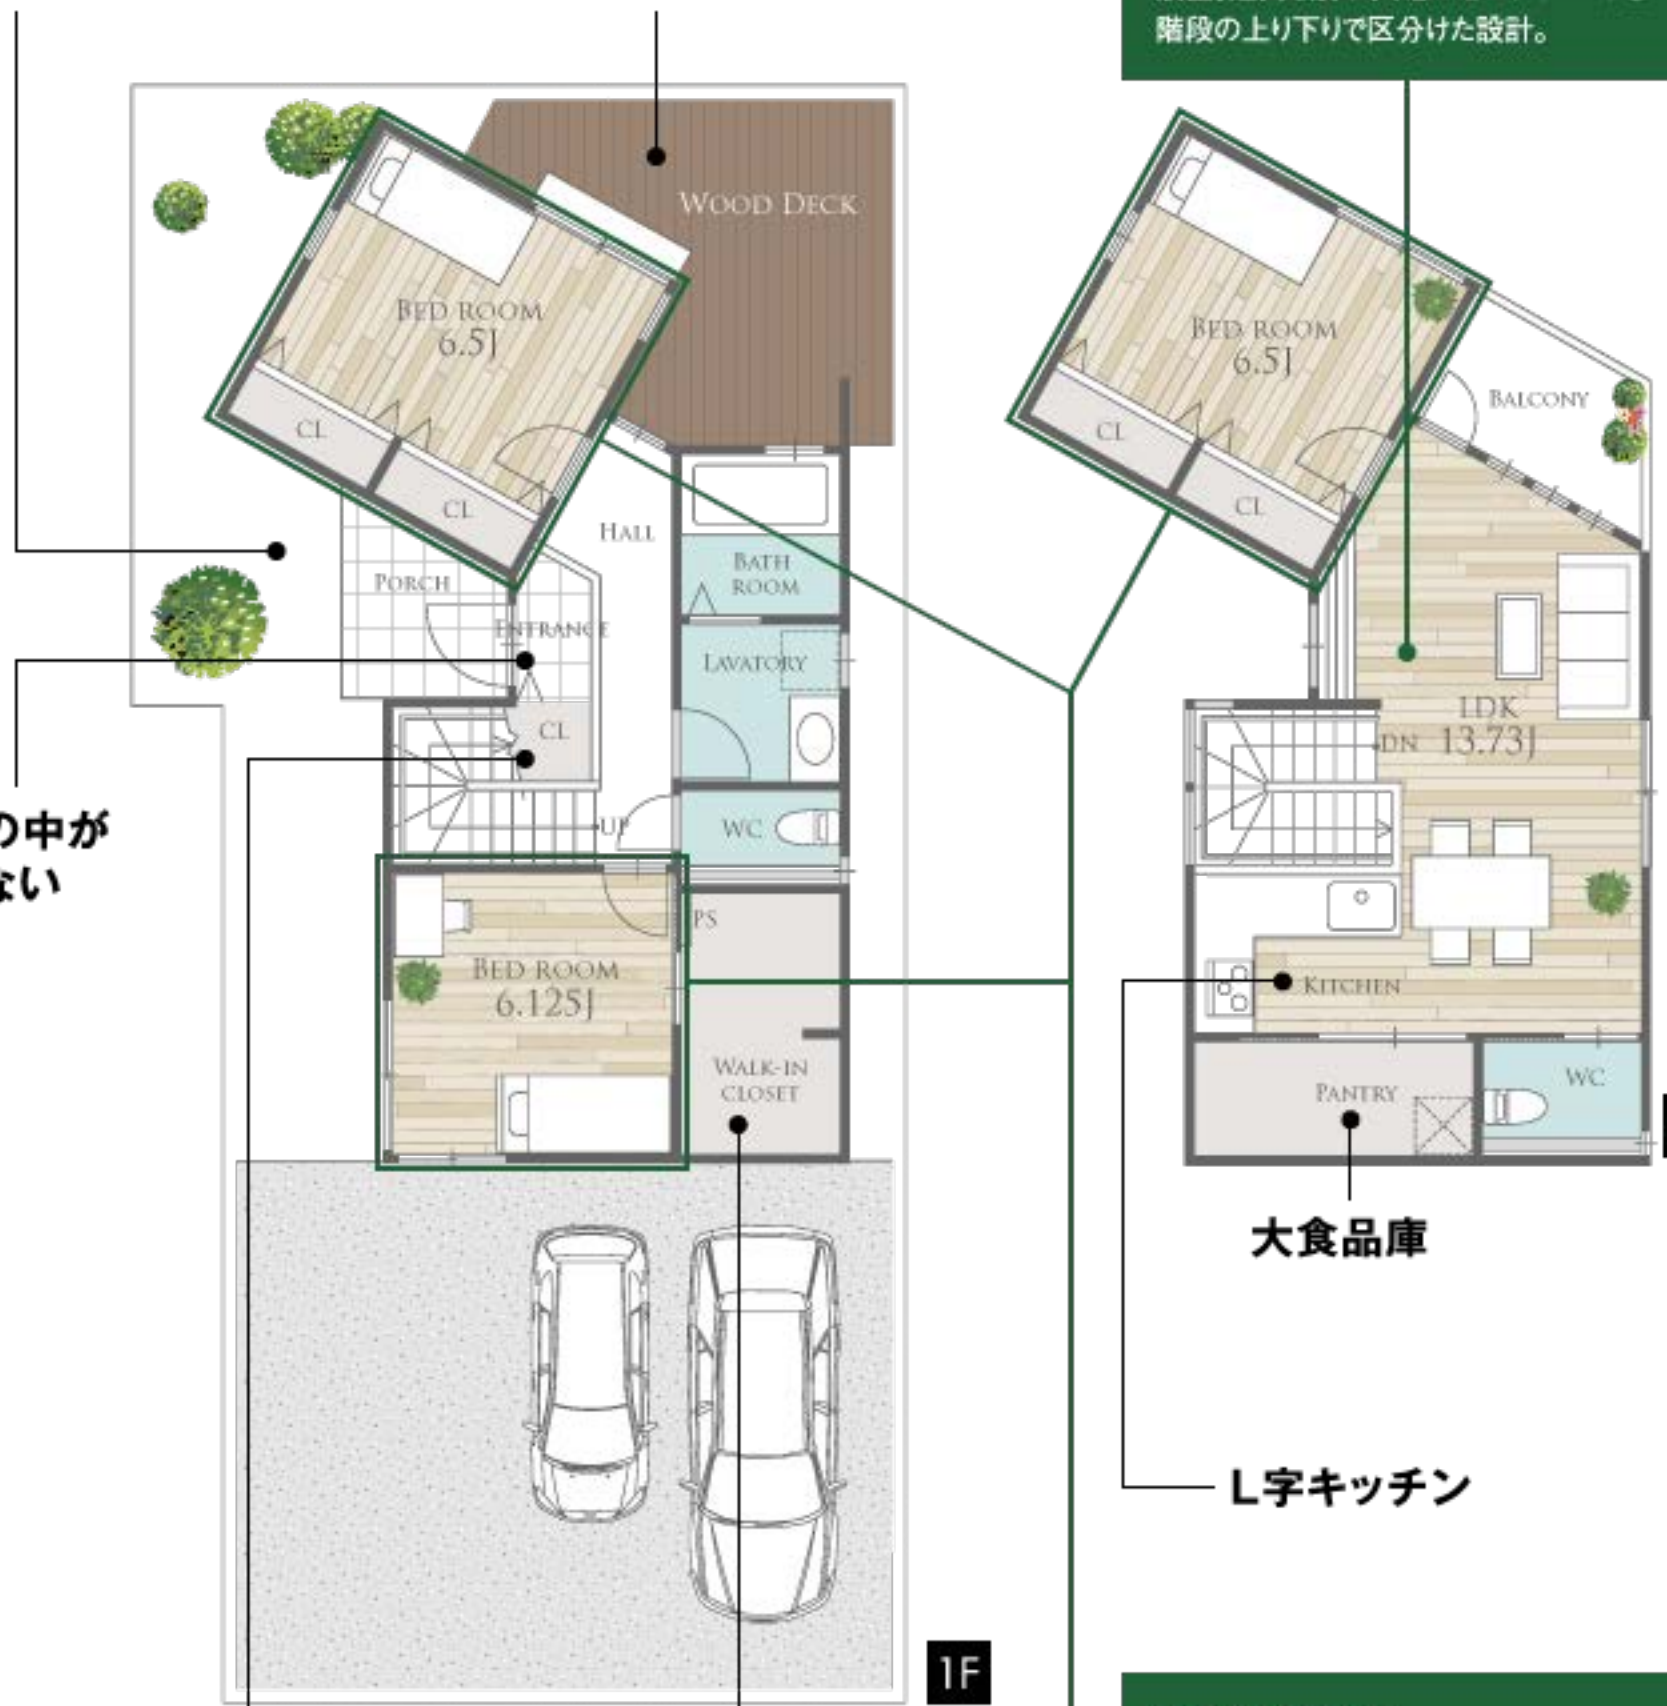 階段の上り下りで区分けた設計。
WOOD DECK
BED ROOM
6.5J
CL
CL
HALL
PORCH
BATH
ROOM
ENTRANCE
LAVATORY
CL
UP
WC
の中が
ない
PS
BED ROOM
6.125J
WALK-IN
CLOSET
1F
BED ROOM
6.5J
BALCONY
CL
CL
LDK
DN 13.73J
KITCHEN
PANTRY
WC
大食品庫
L字キッチン